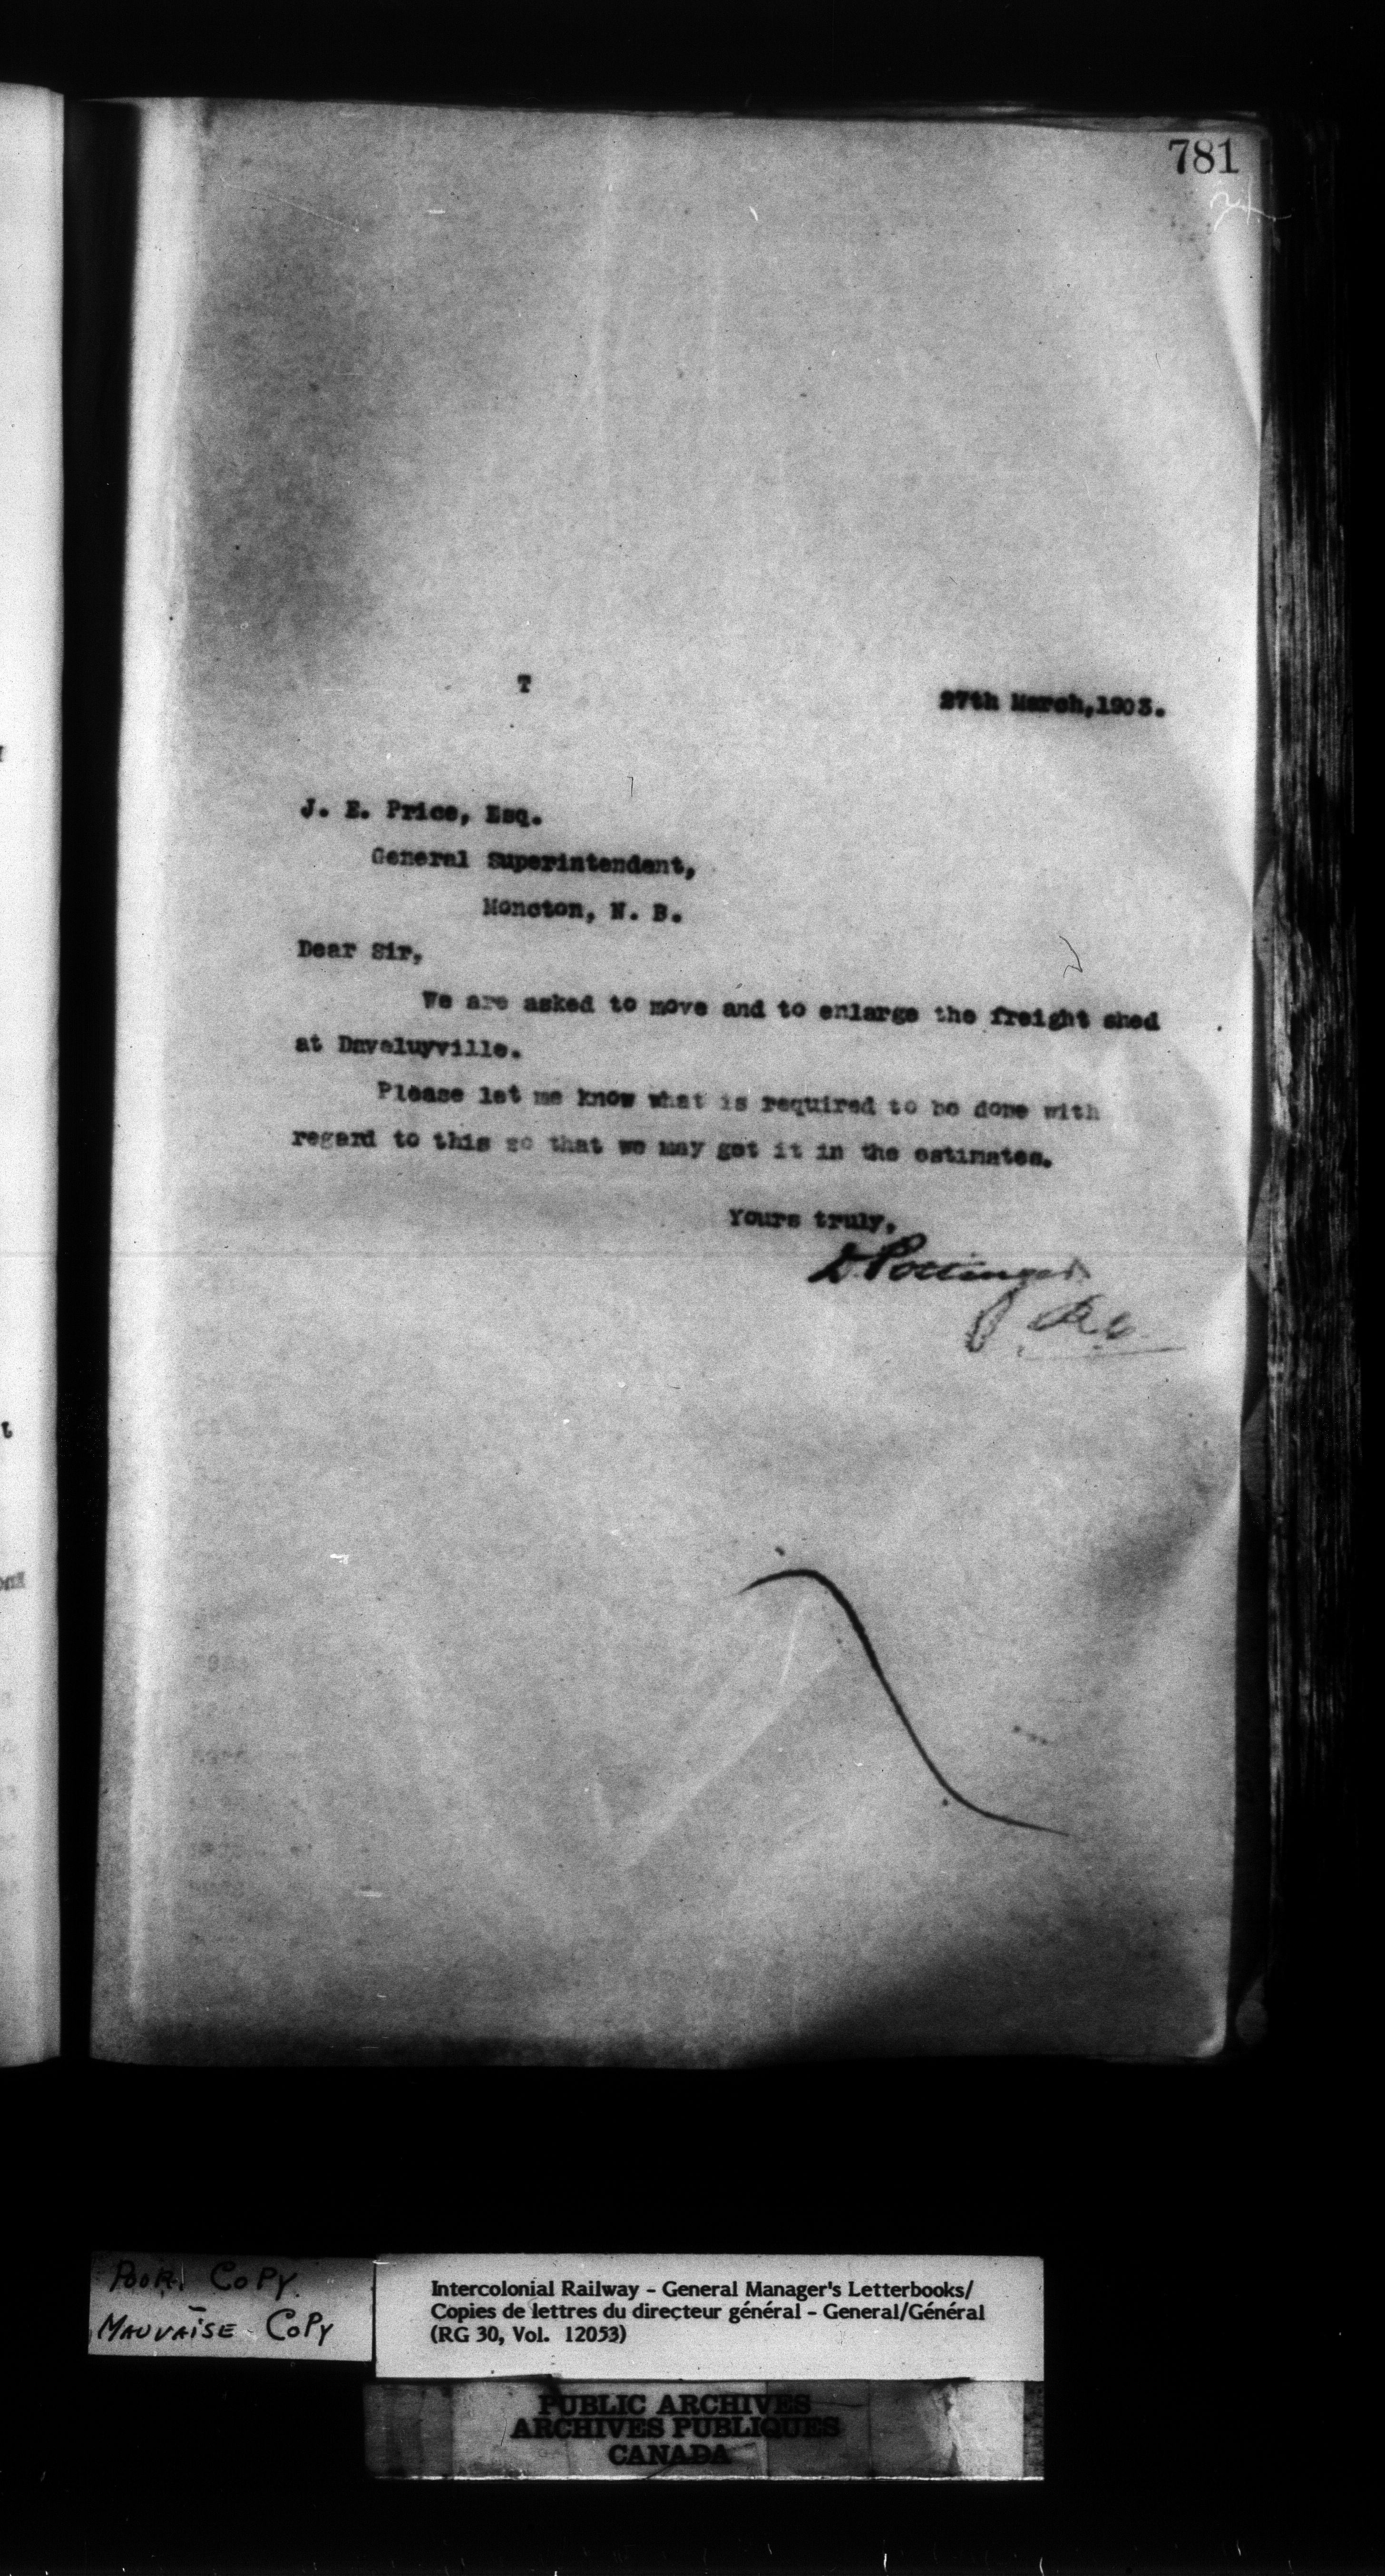 781
T
27th March, 1903.
J. E. Price, Esq.
General Superintendent,
Moncton, N. B.
Dear Sir,
We are asked to move and to enlarge the freight shed
at Daveluyville.
Please let me know what is required to be done with
regard to this so that we may get it in the estimates.
Yours truly,
D. Pottinger
POOR COPY
MAUVAISE COPY
Intercolonial Railway - General Manager's Letterbooks/
Copies de lettres du directeur général - General/Général
(RG 30, Vol. 12053)
PUBLIC ARCHIVES
ARCHIVES PUBLIQUES
CANADA